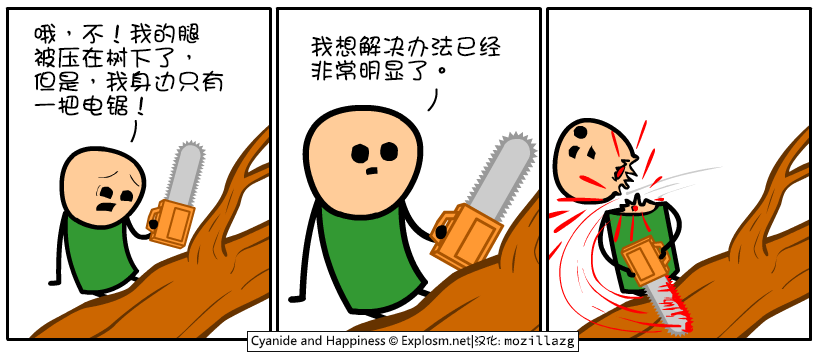 哦，不！我的腿
被压在树下了，
但是，我身边只有
一把电锯！
我想解决办法已经
非常明显了。
Cyanide and Happiness © Explosm.net|汉化: mozillazg